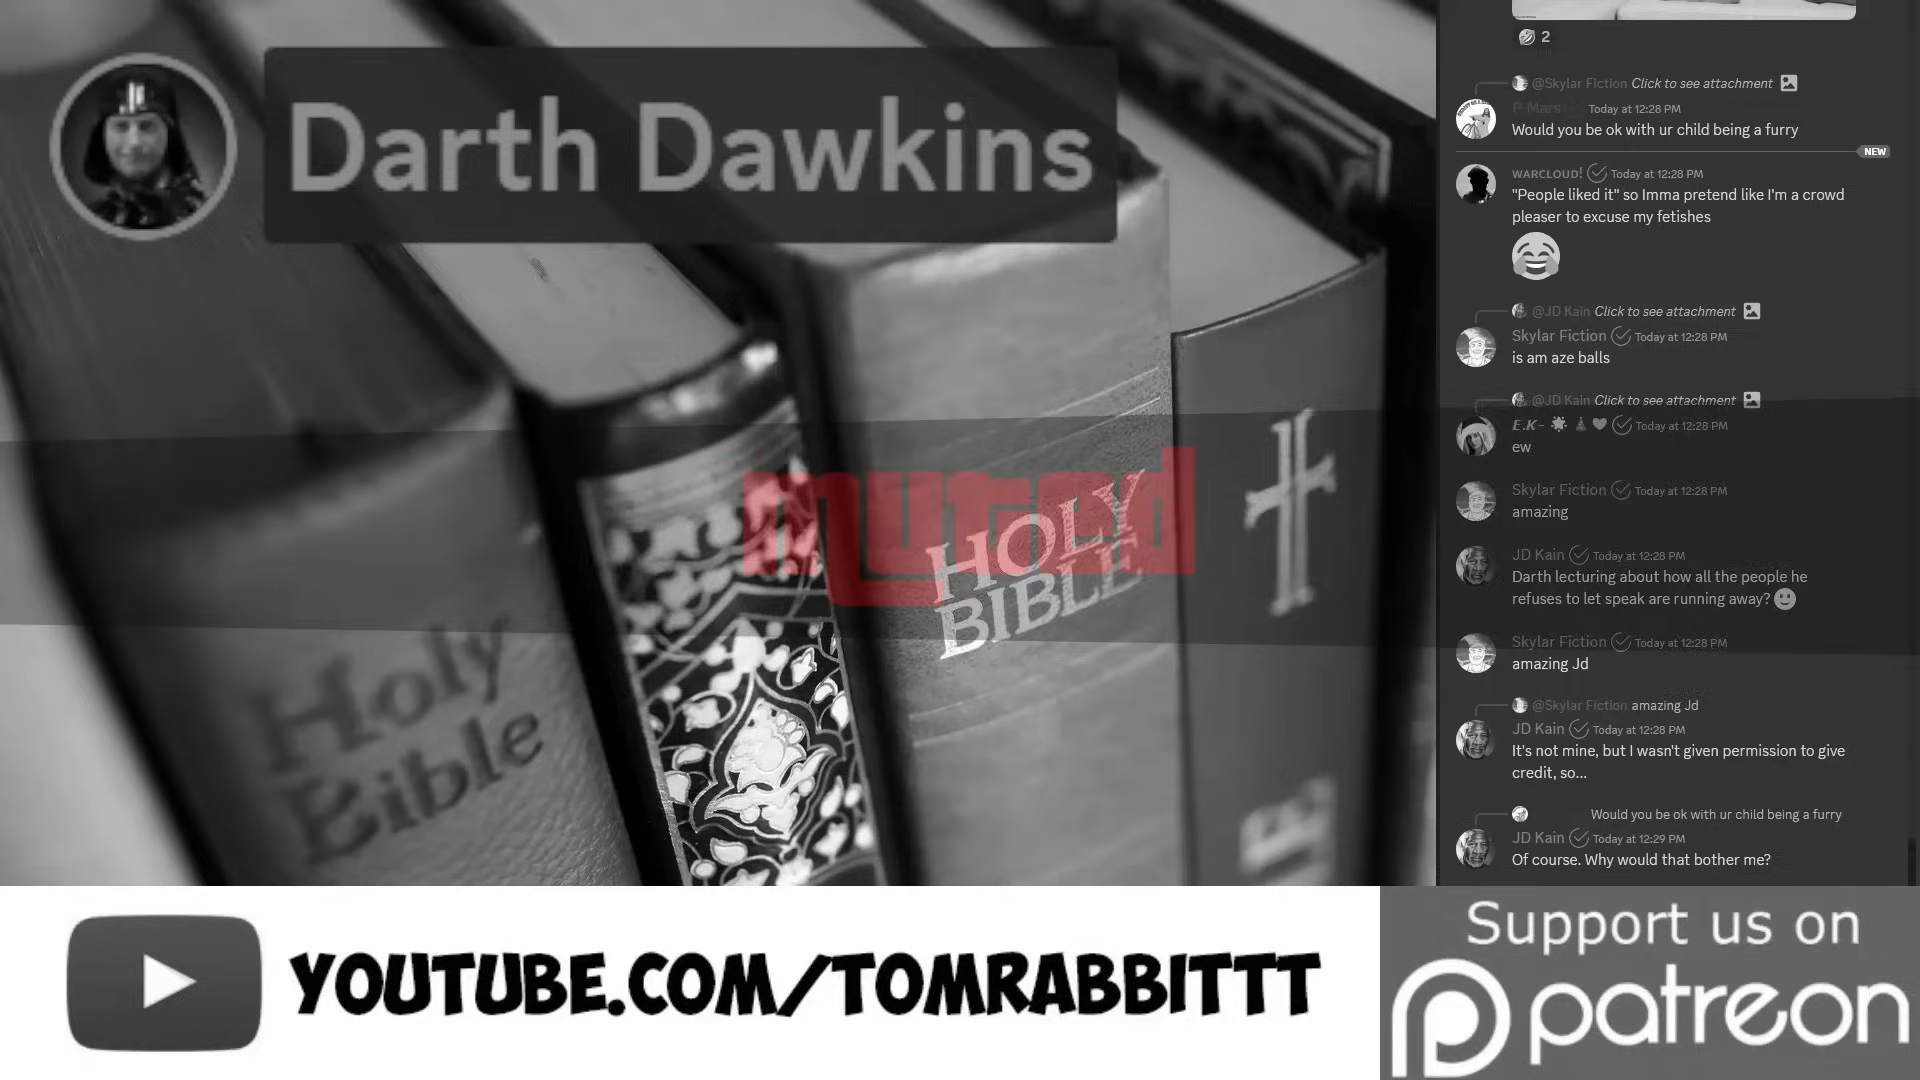 Darth Dawkins
muted
Holy
Bible
HOLY
BIBLE
2
@Skylar Fiction Click to see attachment
P Mars Today at 12:28 PM
Would you be ok with ur child being a furry
NEW
WARCLOUD! Today at 12:28 PM
"People liked it" so Imma pretend like I'm a crowd
pleaser to excuse my fetishes
@JD Kain Click to see attachment
Skylar Fiction Today at 12:28 PM
is am aze balls
@JD Kain Click to see attachment
E.K- Today at 12:28 PM
ew
Skylar Fiction Today at 12:28 PM
amazing
JD Kain Today at 12:28 PM
Darth lecturing about how all the people he
refuses to let speak are running away?
Skylar Fiction Today at 12:28 PM
amazing Jd
@Skylar Fiction amazing Jd
JD Kain Today at 12:28 PM
It's not mine, but I wasn't given permission to give
credit, so...
Would you be ok with ur child being a furry
JD Kain Today at 12:29 PM
Of course. Why would that bother me?
YOUTUBE.COM/TOMRABBITTT
Support us on
patreon